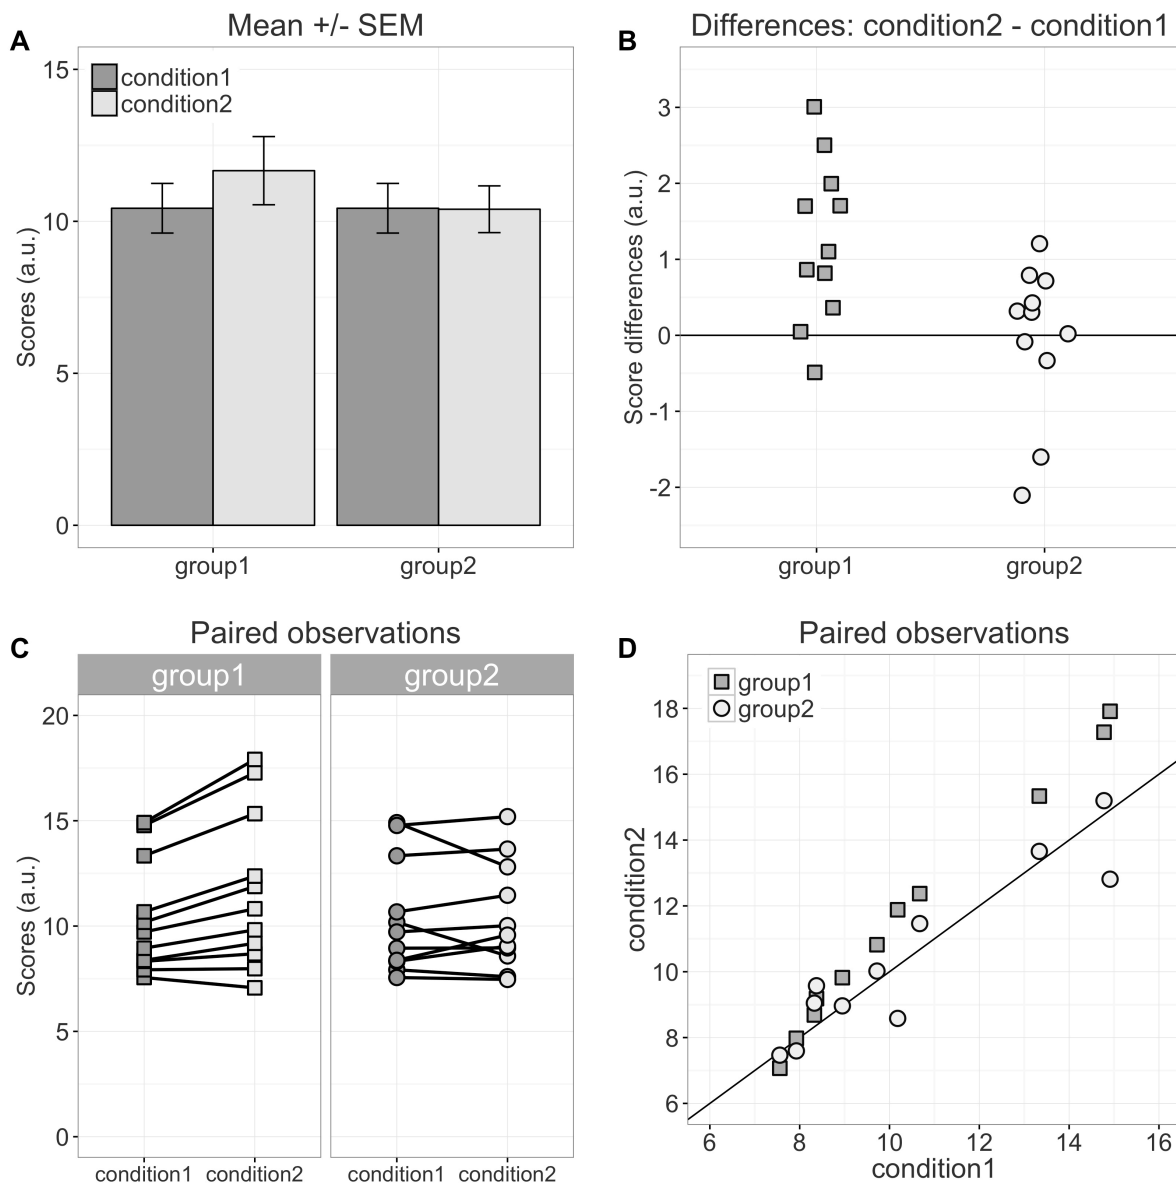 A
Mean +/- SEM
15
10
5
0
Scores (a.u.)
condition1
condition2
group1 group2
B
Differences: condition2 - condition1
3
2
1
0
-1
-2
Score differences (a.u.)
group1 group2
C
Paired observations
group1 group2
20
15
10
5
0
Scores (a.u.)
condition1 condition2 condition1 condition2
D
Paired observations
group1
group2
18
16
14
12
10
8
6
condition2
6 8 10 12 14 16
condition1